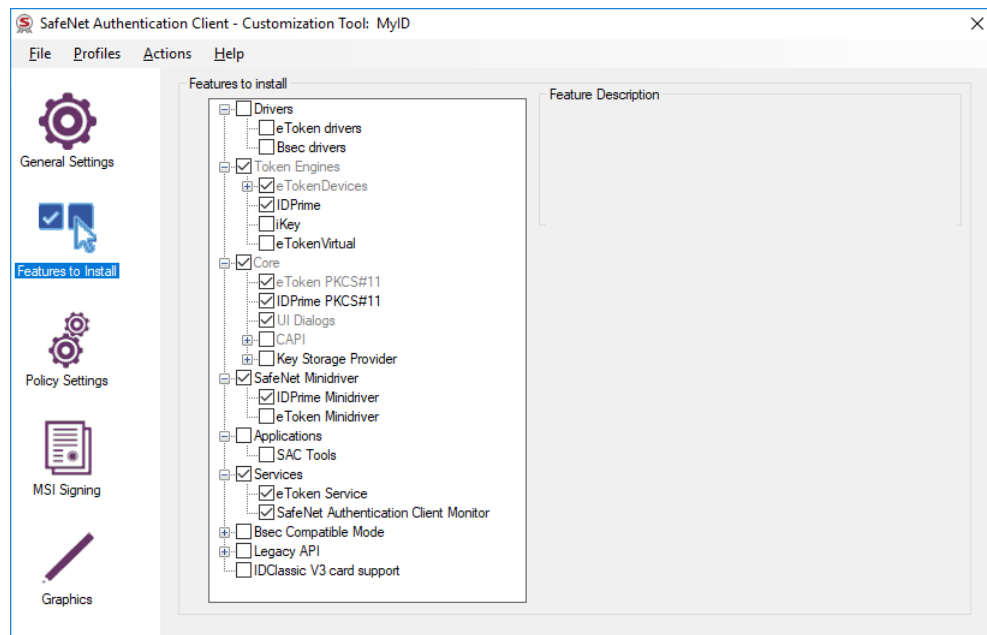 SafeNet Authentication Client - Customization Tool: MyID
File Profiles Actions Help
General Settings
Features to Install
Policy Settings
MSI Signing
Graphics
Features to install
Drivers
eToken drivers
Bsec drivers
Token Engines
eTokenDevices
IDPrime
iKey
eTokenVirtual
Core
eToken PKCS#11
IDPrime PKCS#11
UI Dialogs
CAPI
Key Storage Provider
SafeNet Minidriver
IDPrime Minidriver
eToken Minidriver
Applications
SAC Tools
Services
eToken Service
SafeNet Authentication Client Monitor
Bsec Compatible Mode
Legacy API
IDClassic V3 card support
Feature Description